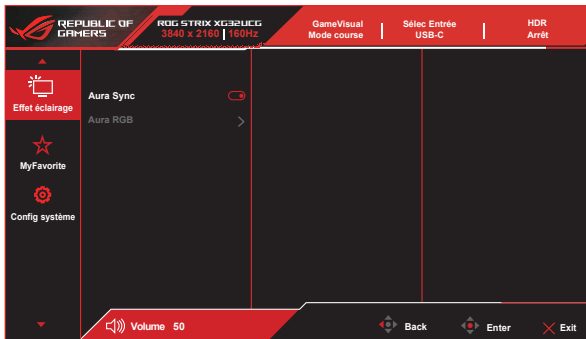 REPUBLIC OF
GAMERS
ROG STRIX XG32UCG
3840 x 2160 160Hz
GameVisual
Mode course
Sélec Entrée
USB-C
HDR
Arrêt
Effet éclairage
MyFavorite
Config système
Aura Sync
Aura RGB
Volume 50
Back
Enter
Exit